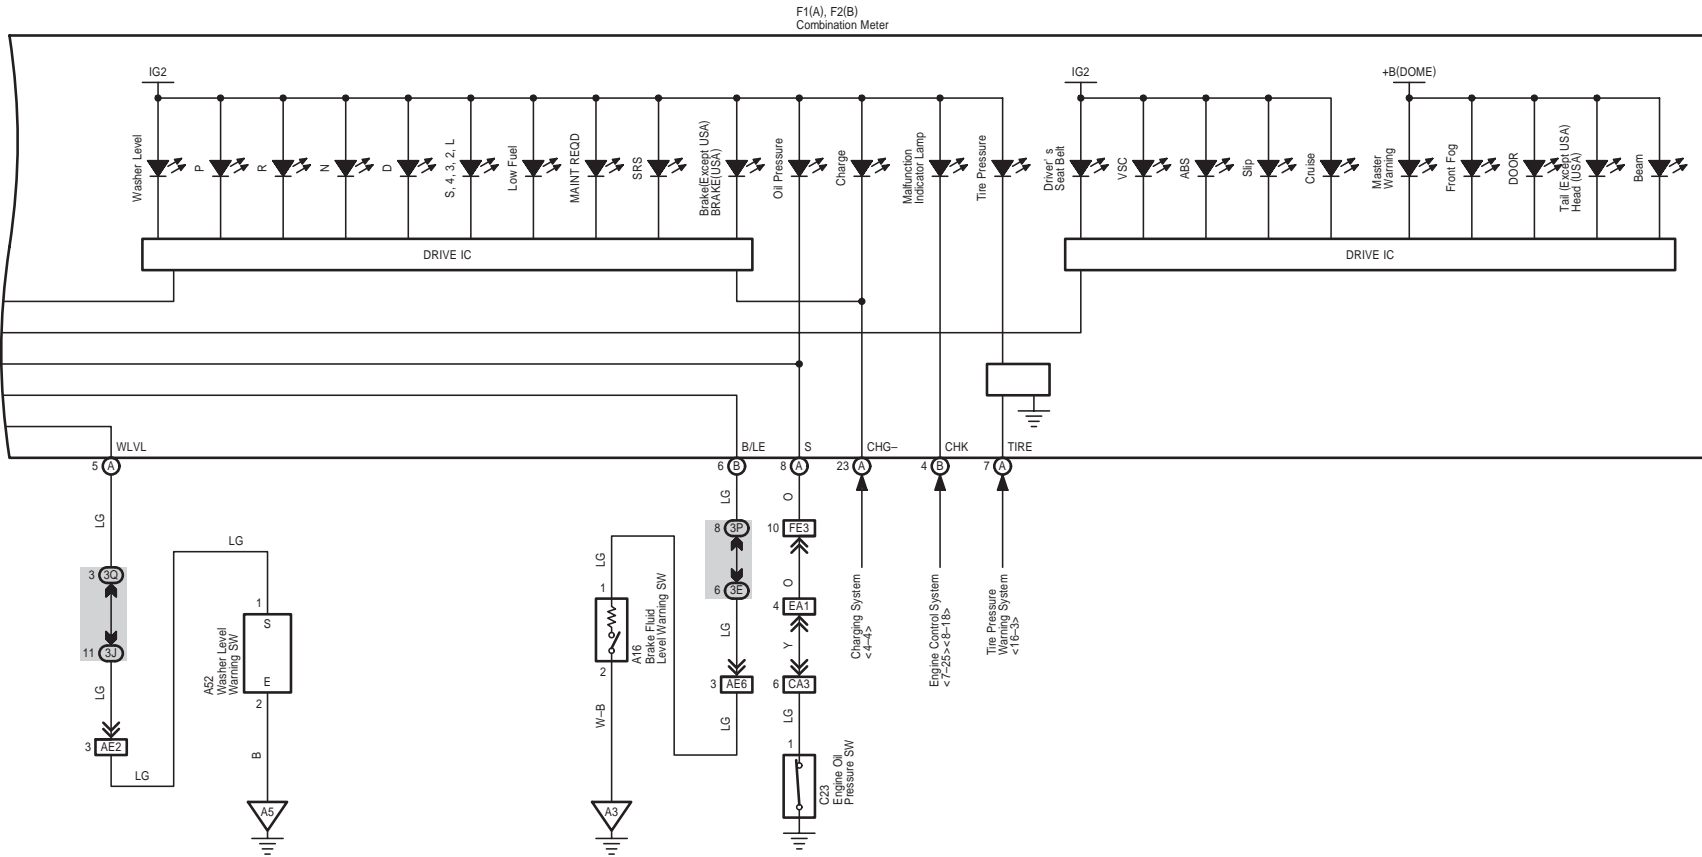 F1(A), F2(B)
Combination Meter
IG2
IG2
+B(DOME)
Washer Level
P
R
N
D
S, 4, 3, 2, L
Low Fuel
MAINT REQD
SRS
Brake(Except USA)
BRAKE(USA)
Oil Pressure
Charge
Malfunction
Indicator Lamp
Tire Pressure
Driver' s
Seat Belt
VSC
ABS
Slip
Cruise
Master
Warning
Front Fog
DOOR
Tail (Except USA)
Head (USA)
Beam
DRIVE IC
DRIVE IC
WLVL
B/LE
S
CHG–
CHK
TIRE
5 A
6 B
8 A
23 A
4 B
7 A
LG
LG
O
8 3P
10 FE3
LG
LG
O
3 3Q
1
1
6 3E
4 EA1
S
LG
Y
11 3J
A52
Washer Level
Warning SW
E
A16
Brake Fluid
Level Warning SW
Charging System
<4–4>
Engine Control System
<7–25><8–18>
Tire Pressure
Warning System
<16–3>
2
2
3 AE6
6 CA3
LG
B
W–B
LG
LG
3 AE2
1
LG
C23
Engine Oil
Pressure SW
A5
A3